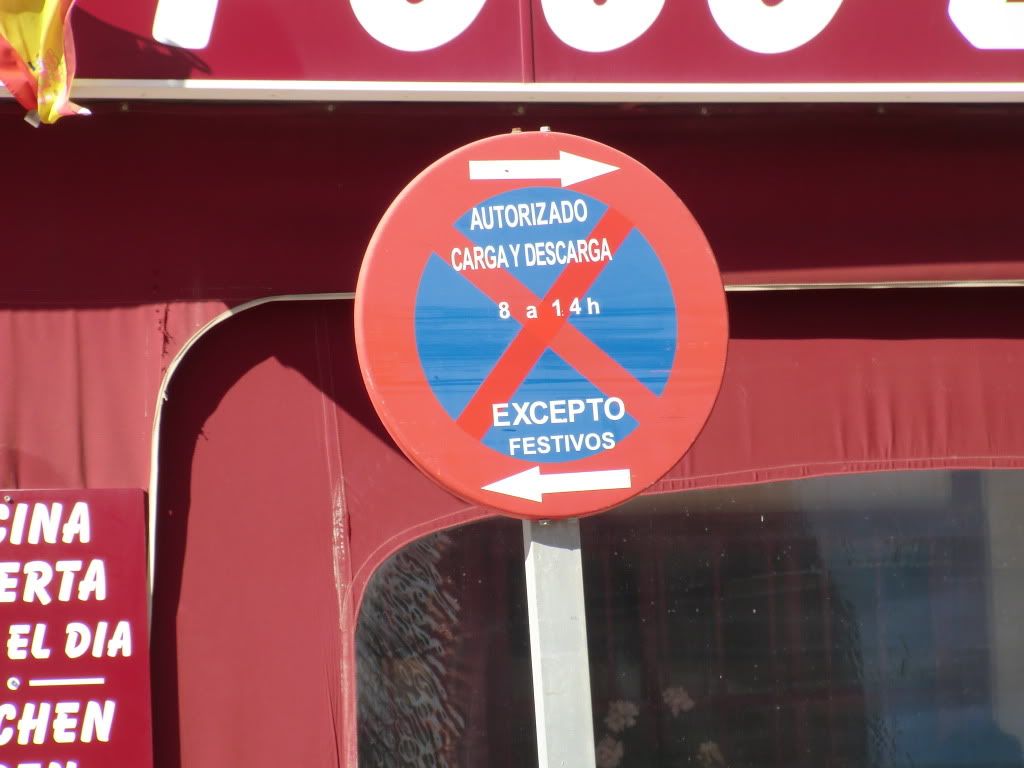 AUTORIZADO
CARGA Y DESCARGA
8 a 14 h
EXCEPTO
FESTIVOS
CINA
ERTA
EL DIA
CHEN